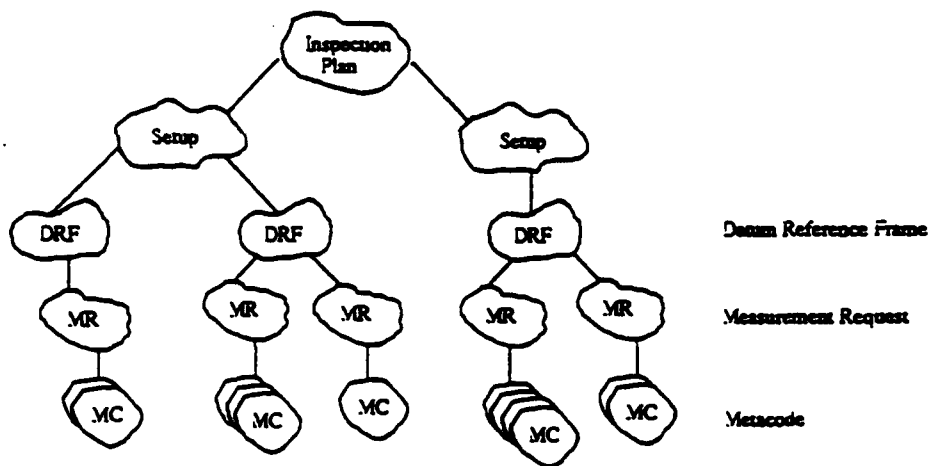 Inspection
Plan
Setup
Setup
DRF
DRF
DRF
Datum Reference Frame
MR
MR
MR
MR
MR
Measurement Request
MC
MC
MC
MC
MC
Metacode